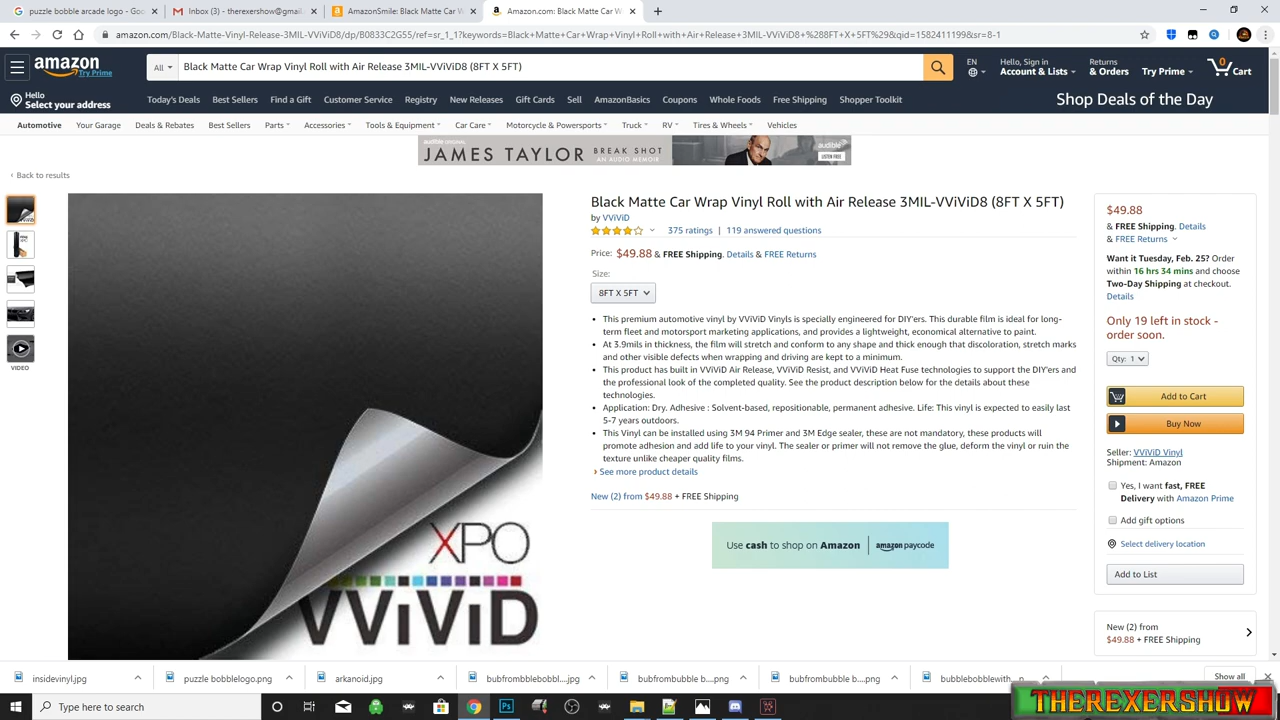 puzzle bobble arcade logo - Goo
Inbox (3) - therexershow@gmail.
AmazonSmile: Black Matte Car W
Amazon.com: Black Matte Car Wr
amazon.com/Black-Matte-Vinyl-Release-3MIL-VViViD8/dp/B0833C2G55/ref=sr_1_1?keywords=Black+Matte+Car+Wrap+Vinyl+Roll+with+Air+Release+3MIL-VViViD8+%288FT+X+5FT%29&qid=1582411199&sr=8-1
amazon
Try Prime
All
Black Matte Car Wrap Vinyl Roll with Air Release 3MIL-VViViD8 (8FT X 5FT)
EN
Hello, Sign in
Account & Lists
Returns
& Orders
Try Prime
0
Cart
Hello
Select your address
Today's Deals Best Sellers Find a Gift Customer Service Registry New Releases Gift Cards Sell AmazonBasics Coupons Whole Foods Free Shipping Shopper Toolkit
Shop Deals of the Day
Automotive Your Garage Deals & Rebates Best Sellers Parts Accessories Tools & Equipment Car Care Motorcycle & Powersports Truck RV Tires & Wheels Vehicles
JAMES TAYLOR
BREAK SHOT
AN AUDIO MEMOIR
audible
LISTEN FREE
‹ Back to results
VIDEO
XPO
VViViD
Black Matte Car Wrap Vinyl Roll with Air Release 3MIL-VViViD8 (8FT X 5FT)
by VViViD
375 ratings | 119 answered questions
Price: $49.88 & FREE Shipping. Details & FREE Returns
Size:
8FT X 5FT
• This premium automotive vinyl by VViViD Vinyls is specially engineered for DIY'ers. This durable film is ideal for long-
term fleet and motorsport marketing applications, and provides a lightweight, economical alternative to paint.
• At 3.9mils in thickness, the film will stretch and conform to any shape and thick enough that discoloration, stretch marks
and other visible defects when wrapping and driving are kept to a minimum.
• This product has built in VViViD Air Release, VViViD Resist, and VViViD Heat Fuse technologies to support the DIY'ers and
the professional look of the completed quality. See the product description below for the details about these
technologies.
• Application: Dry. Adhesive : Solvent-based, repositionable, permanent adhesive. Life: This vinyl is expected to easily last
5-7 years outdoors.
• This Vinyl can be installed using 3M 94 Primer and 3M Edge sealer, these are not mandatory, these products will
promote adhesion and add life to your vinyl. The sealer or primer will not remove the glue, deform the vinyl or ruin the
texture unlike cheaper quality films.
› See more product details
New (2) from $49.88 + FREE Shipping
Use cash to shop on Amazon
amazon paycode
$49.88
& FREE Shipping. Details
& FREE Returns
Want it Tuesday, Feb. 25? Order
within 16 hrs 34 mins and choose
Two-Day Shipping at checkout.
Details
Only 19 left in stock -
order soon.
Qty: 1
Add to Cart
Buy Now
Seller: VViViD Vinyl
Shipment: Amazon
Yes, I want fast, FREE
Delivery with Amazon Prime
Add gift options
Select delivery location
Add to List
New (2) from
$49.88 + FREE Shipping
insidevinyl.jpg
puzzle bobblelogo.png
arkanoid.jpg
bubfrombbblebobbl....jpg
bubfrombubble b....png
bubfrombubble b....png
bubblebobblewith...p
Show all
Type here to search
THEREXERSHOW